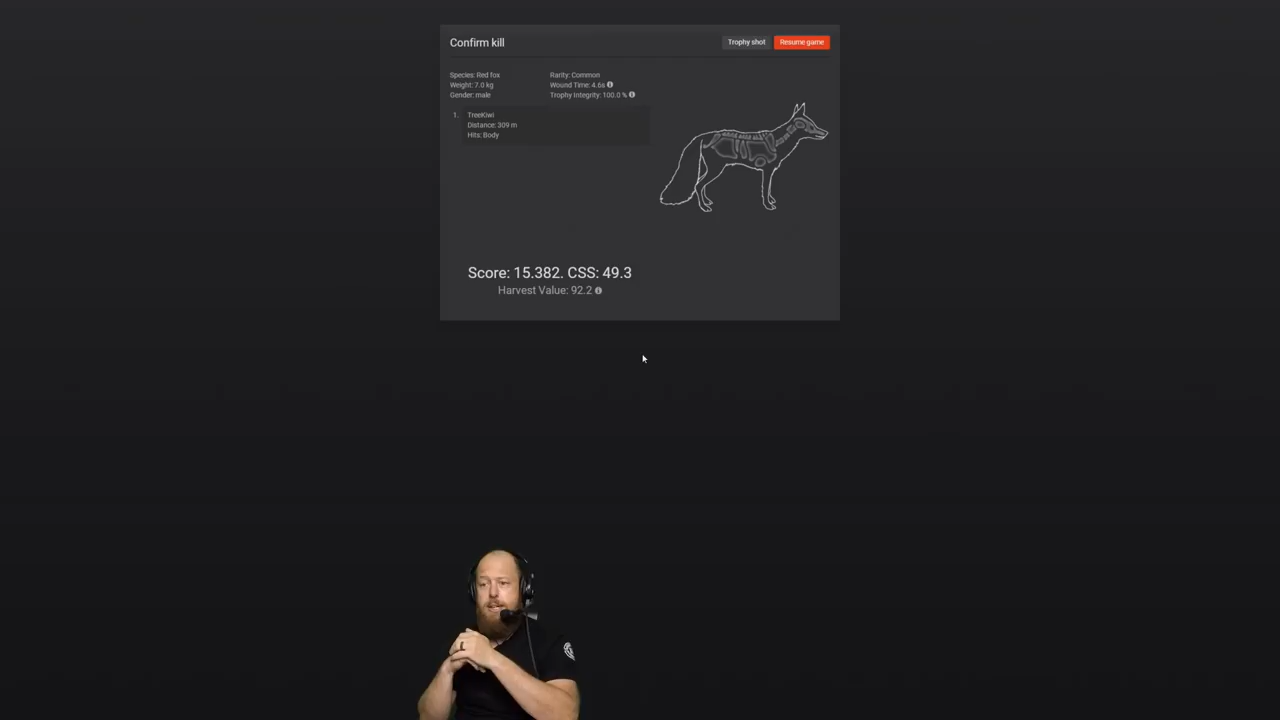 Confirm kill
Trophy shot
Resume game
Species: Red fox
Weight: 7.0 kg
Gender: male
Rarity: Common
Wound Time: 4.6s
Trophy Integrity: 100.0 %
1. TreeKiwi
Distance: 309 m
Hits: Body
Score: 15.382. CSS: 49.3
Harvest Value: 92.2